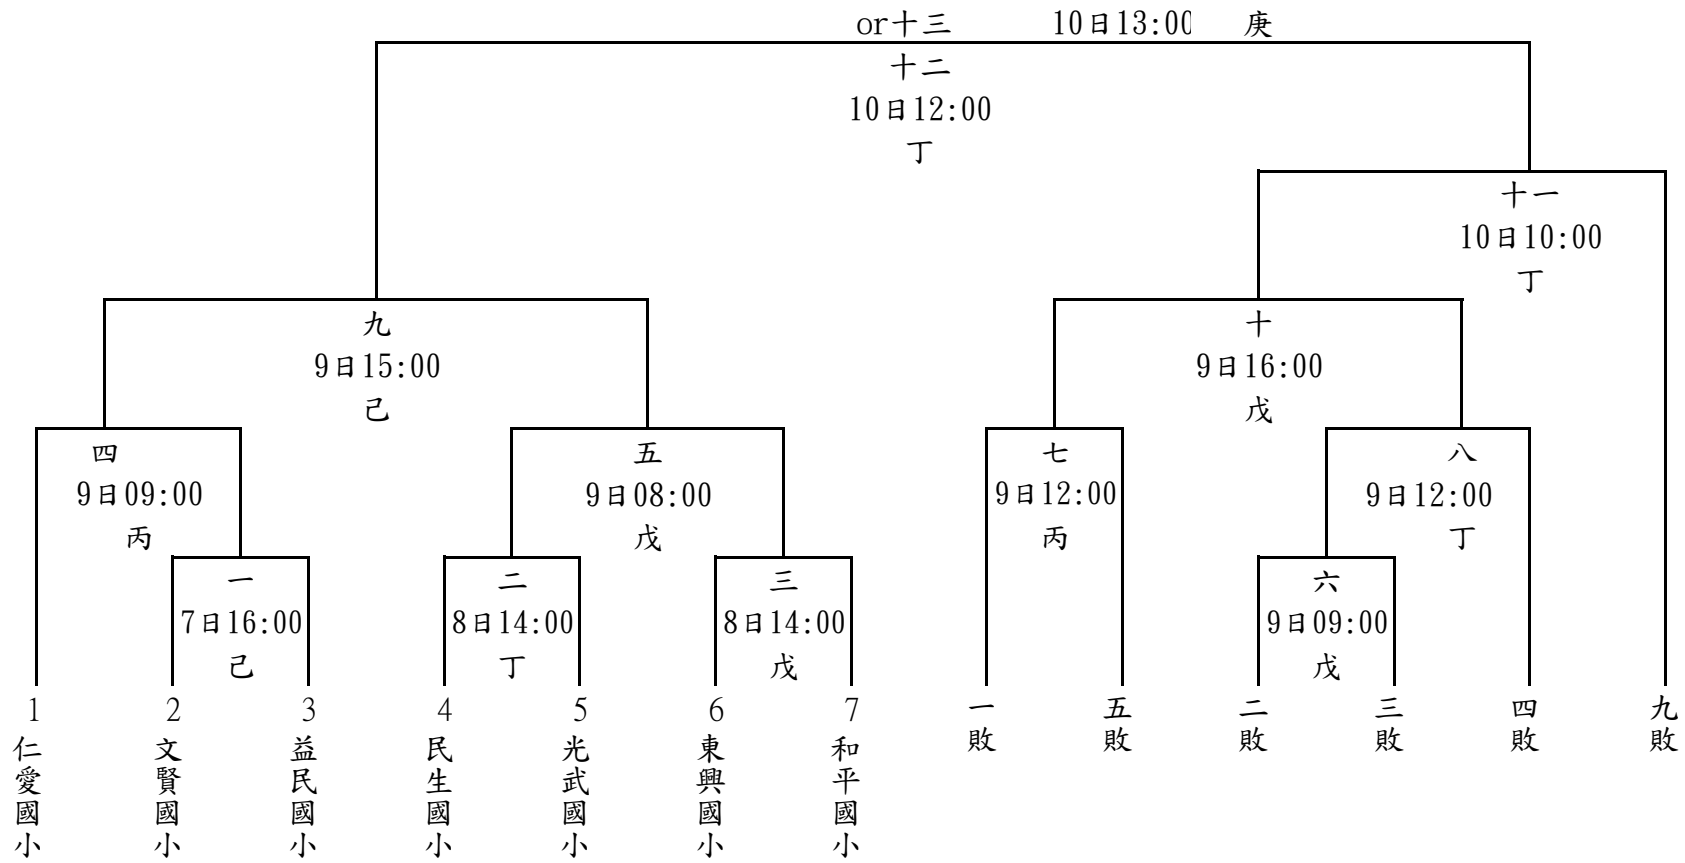 or十三 10日13:00 庚
十二
10日12:00
丁
十一
10日10:00
丁
九
9日15:00
己
十
9日16:00
戊
四
9日09:00
丙
五
9日08:00
戊
七
9日12:00
丙
八
9日12:00
丁
一
7日16:00
己
二
8日14:00
丁
三
8日14:00
戊
六
9日09:00
戊
1
仁愛國小
2
文賢國小
3
益民國小
4
民生國小
5
光武國小
6
東興國小
7
和平國小
一敗
五敗
二敗
三敗
四敗
九敗